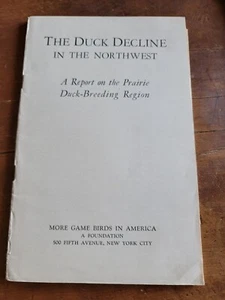 THE DUCK DECLINE
IN THE NORTHWEST
A Report on the Prairie
Duck-Breeding Region
MORE GAME BIRDS IN AMERICA
A FOUNDATION
500 FIFTH AVENUE, NEW YORK CITY